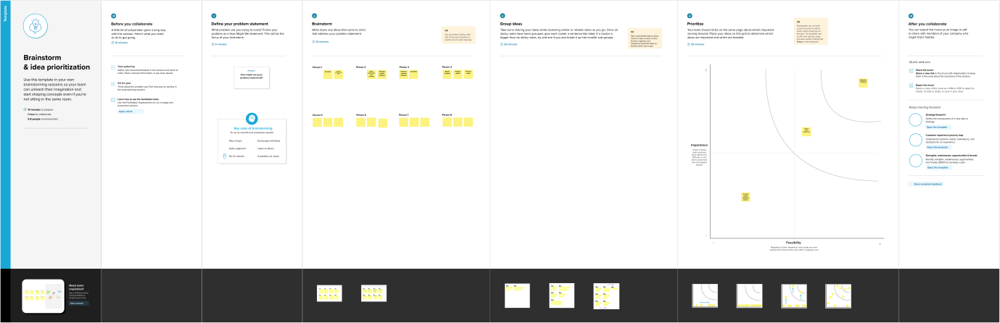 Template
Brainstorm
& idea prioritization
Use this template in your own
brainstorming sessions so your team
can unleash their imagination and
start shaping concepts even if you're
not sitting in the same room.
10 minutes to prepare
1 hour to collaborate
2-8 people recommended
Need some
inspiration?
Before you collaborate
A little bit of preparation goes a long way
with this session. Here's what you need
to do to get going.
10 minutes
Team gathering
Define who should participate in the session and send an
invite. Share relevant information or pre-work ahead.
Set the goal
Think about the problem you'll be focusing on solving in
the brainstorming session.
Learn how to use the facilitation tools
Use the Facilitation Superpowers to run a happy and
productive session.
Open article
1
Define your problem statement
What problem are you trying to solve? Frame your
problem as a How Might We statement. This will be the
focus of your brainstorm.
5 minutes
PROBLEM
How might we [your
problem statement]?
Key rules of brainstorming
To run an smooth and productive session
Stay in topic.
Encourage wild ideas.
Defer judgment.
Listen to others.
Go for volume.
If possible, be visual.
2
Brainstorm
Write down any ideas that come to mind
that address your problem statement.
10 minutes
TIP
Person 1
Person 2
Person 3
Person 4
Person 5
Person 6
Person 7
Person 8
3
Group ideas
Take turns sharing your ideas while clustering similar or related notes as you go. Once all
sticky notes have been grouped, give each cluster a sentence-like label. If a cluster is
bigger than six sticky notes, try and see if you and break it up into smaller sub-groups.
20 minutes
TIP
4
Prioritize
Your team should all be on the same page about what's important
moving forward. Place your ideas on this grid to determine which
ideas are important and which are feasible.
20 minutes
TIP
Importance
Feasibility
After you collaborate
You can export the mural as an image or pdf
to share with members of your company who
might find it helpful.
Quick add-ons
Share the mural
Share a view link to the mural with stakeholders to keep
them in the loop about the outcomes of the session.
Export the mural
Export a copy of the mural as a PNG or PDF to attach to
emails, include in slides, or save in your drive.
Keep moving forward
Strategy blueprint
Define the components of a new idea or
strategy.
Open the template
Customer experience journey map
Understand customer needs, motivations, and
obstacles for an experience.
Open the template
Strengths, weaknesses, opportunities & threats
Identify strengths, weaknesses, opportunities,
and threats (SWOT) to develop a plan.
Open the template
Share template feedback